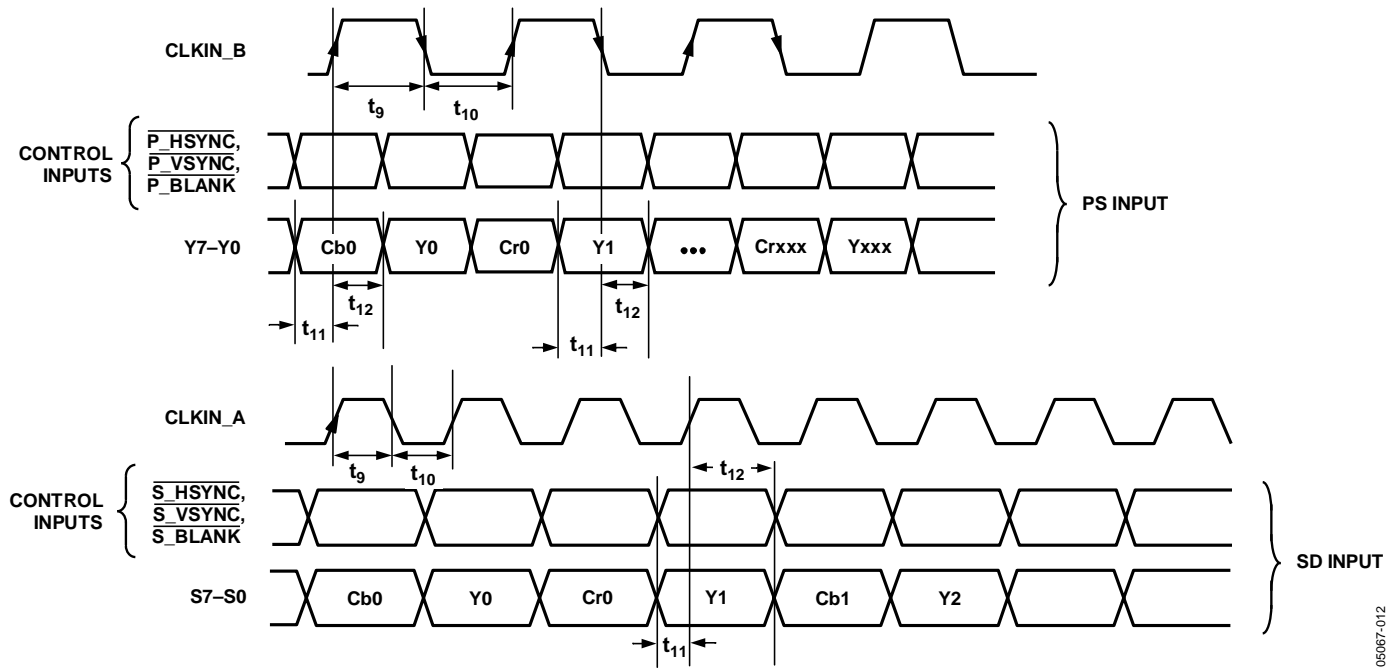 CLKIN_B
t9
t10
CONTROL
INPUTS
P_HSYNC,
P_VSYNC,
P_BLANK
PS INPUT
Y7–Y0
Cb0 Y0 Cr0 Y1 ••• Crxxx Yxxx
t12
t12
t11
t11
CLKIN_A
t9
t10
t12
CONTROL
INPUTS
S_HSYNC,
S_VSYNC,
S_BLANK
SD INPUT
S7–S0
Cb0 Y0 Cr0 Y1 Cb1 Y2
t11
05067-012